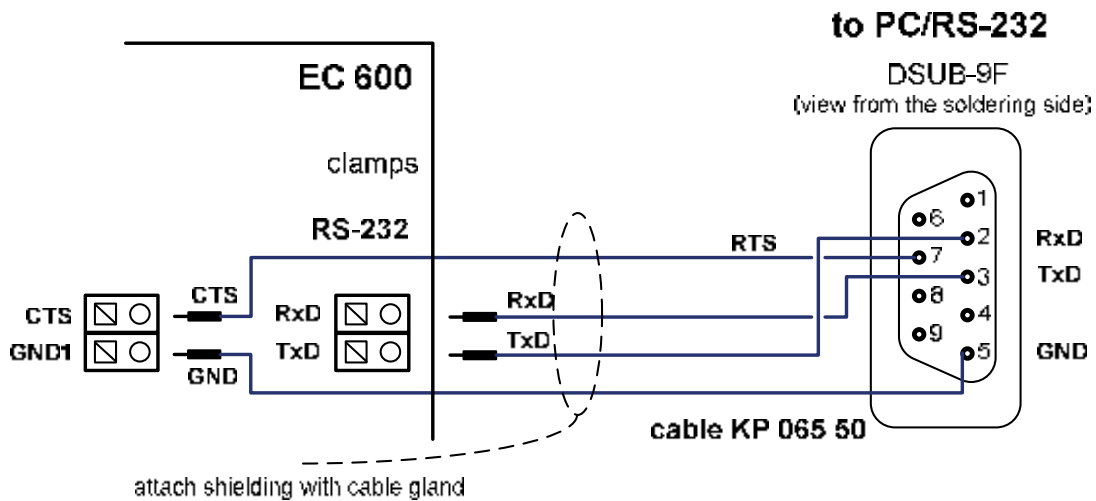 to PC/RS-232
EC 600
DSUB-9F
(view from the soldering side)
clamps
RS-232
RTS
1
6
2
RxD
7
3
TxD
8
4
9
5
GND
CTS
CTS
RxD
RxD
GND1
TxD
TxD
GND
cable KP 065 50
attach shielding with cable gland